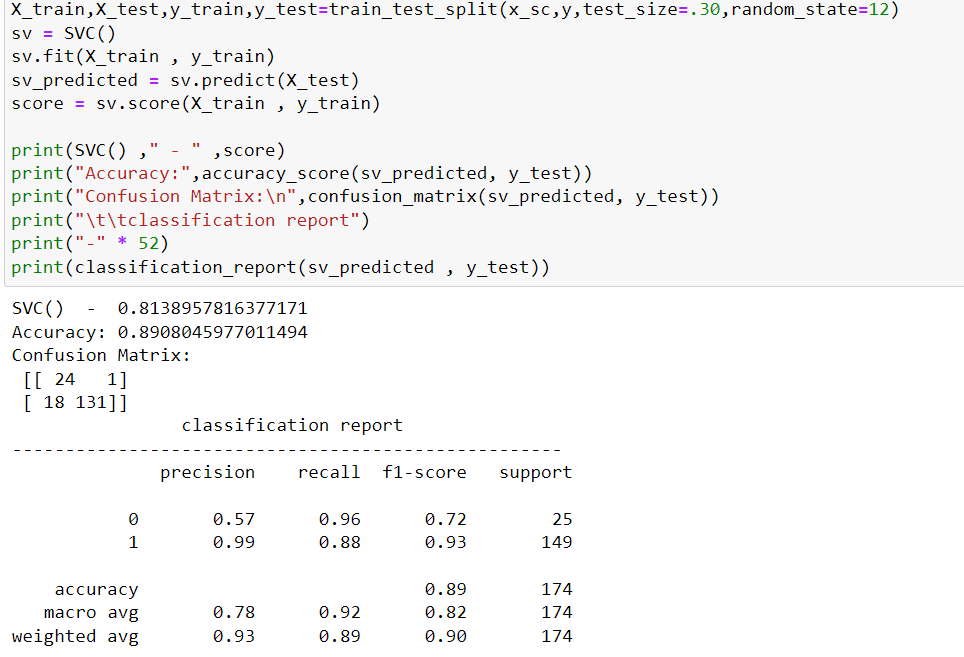 X_train,X_test,y_train,y_test=train_test_split(x_sc,y,test_size=.30,random_state=12)
sv = SVC()
sv.fit(X_train , y_train)
sv_predicted = sv.predict(X_test)
score = sv.score(X_train , y_train)
print(SVC() ," - " ,score)
print("Accuracy:",accuracy_score(sv_predicted, y_test))
print("Confusion Matrix:\n",confusion_matrix(sv_predicted, y_test))
print("\t\tclassification report")
print("-" * 52)
print(classification_report(sv_predicted , y_test))
SVC()  -  0.8138957816377171
Accuracy: 0.8908045977011494
Confusion Matrix:
 [[ 24   1]
 [ 18 131]]
                classification report
----------------------------------------------------
              precision    recall  f1-score   support
           0       0.57      0.96      0.72        25
           1       0.99      0.88      0.93       149
    accuracy                           0.89       174
   macro avg       0.78      0.92      0.82       174
weighted avg       0.93      0.89      0.90       174